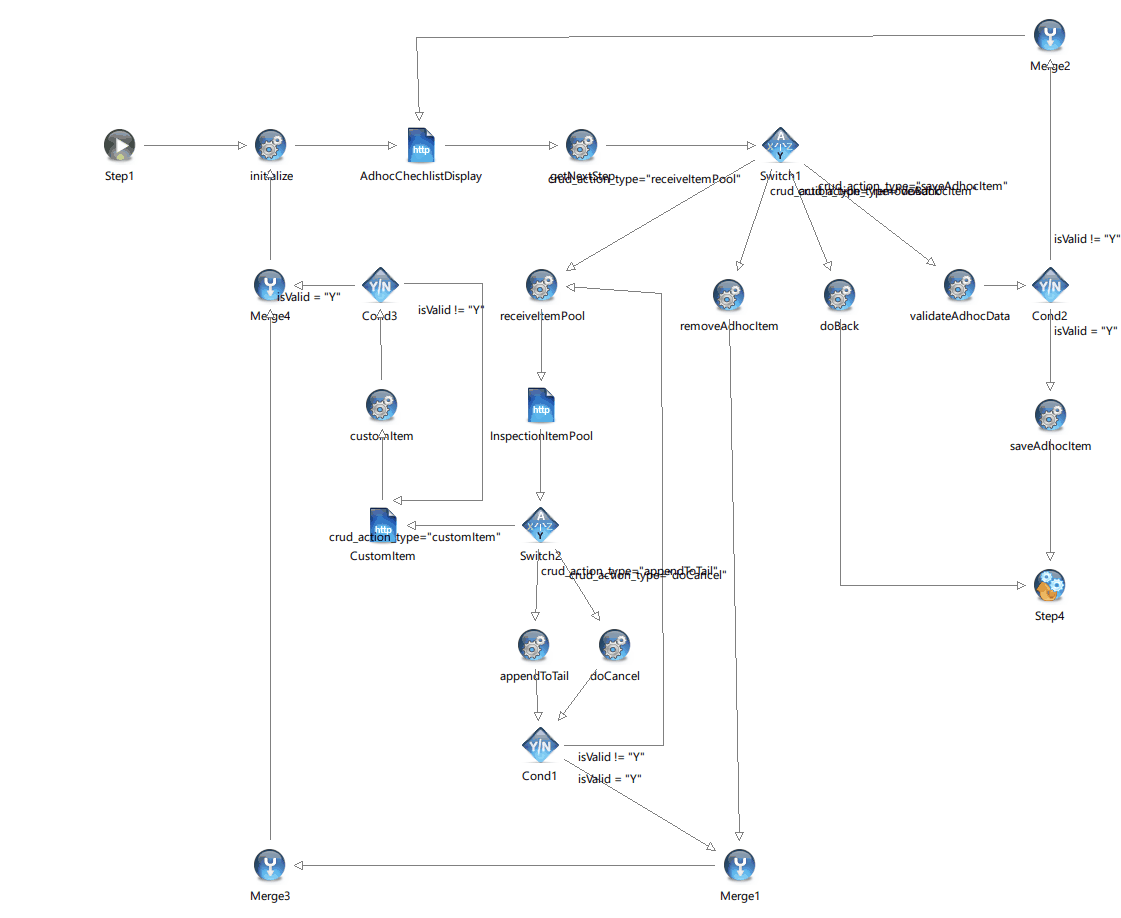 Merge2
Step1
initialize
http
AdhocChechlistDisplay
getNextStep
crud_action_type="receiveItemPool"
A
X Y Z
Y
Switch1
crud_action_type="saveAdhocItem"
crud_action_type="removeAdhocItem"
isValid != "Y"
Merge4
isValid = "Y"
Y/N
Cond3
isValid != "Y"
receiveItemPool
removeAdhocItem
doBack
validateAdhocData
Y/N
Cond2
isValid = "Y"
customItem
http
InspectionItemPool
saveAdhocItem
http
crud_action_type="customItem"
CustomItem
A
X Y Z
Y
Switch2
crud_action_type="appendToTail"
crud_action_type="doCancel"
Step4
appendToTail
doCancel
Y/N
Cond1
isValid != "Y"
isValid = "Y"
Merge3
Merge1